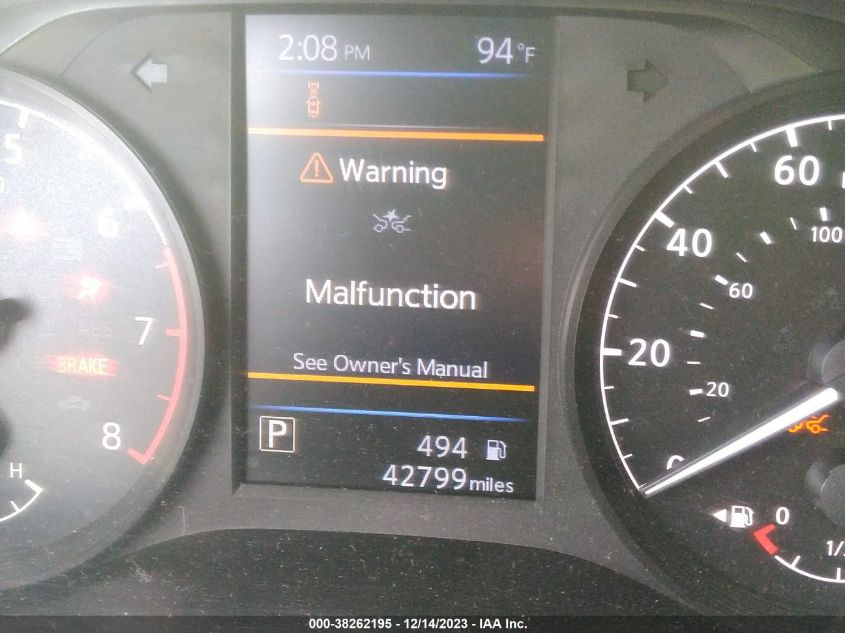 2:08 PM 94°F
Warning
Malfunction
See Owner's Manual
P
494
42799 miles
5
6
7
8
BRAKE
H
0
20
40
60
20
60
100
0
000-38262195 - 12/14/2023 - IAA Inc.